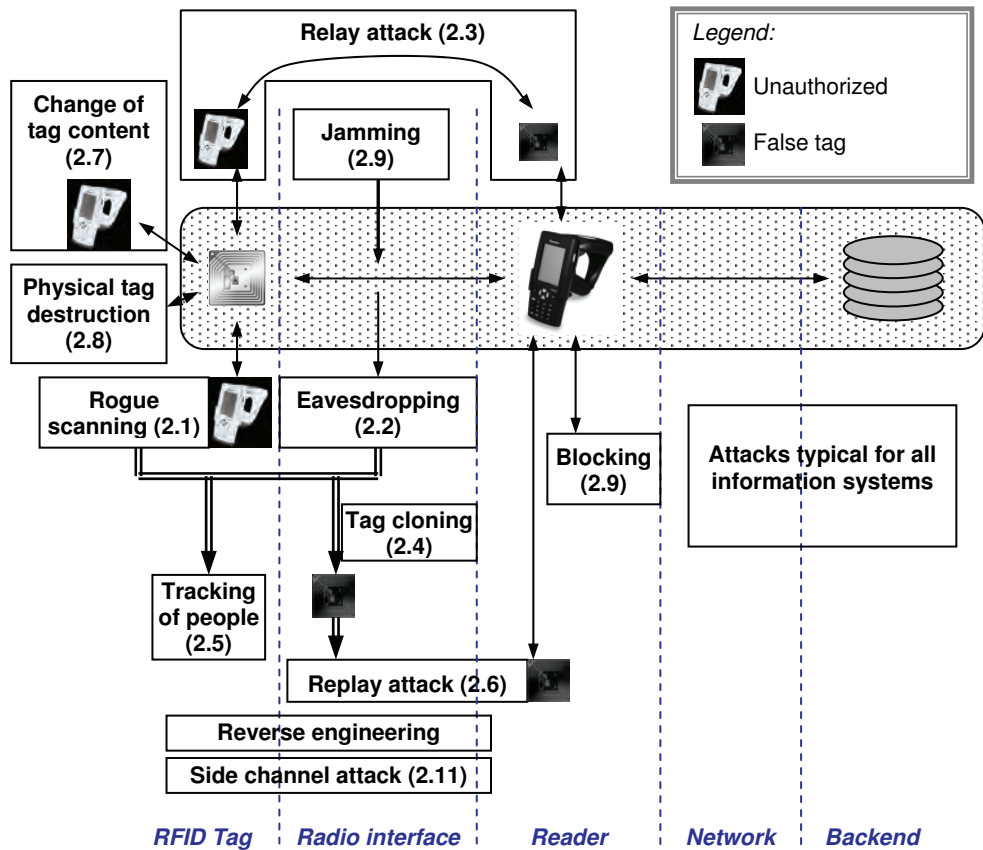 Relay attack (2.3)
Legend:
Unauthorized
False tag
Change of
tag content
(2.7)
Jamming
(2.9)
Physical tag
destruction
(2.8)
Rogue
scanning (2.1)
Eavesdropping
(2.2)
Blocking
(2.9)
Attacks typical for all
information systems
Tag cloning
(2.4)
Tracking
of people
(2.5)
Replay attack (2.6)
Reverse engineering
Side channel attack (2.11)
RFID Tag
Radio interface
Reader
Network
Backend